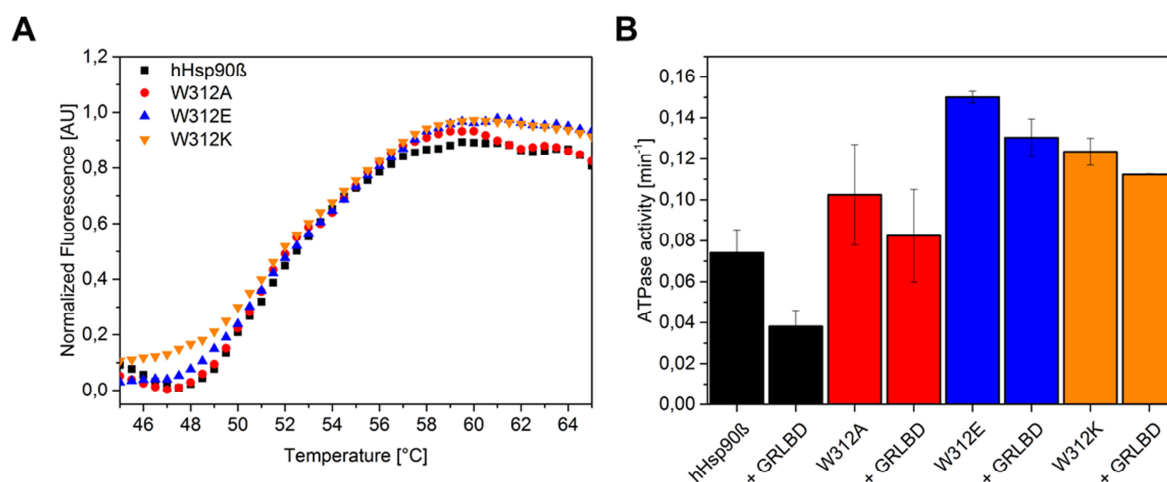 A
Normalized Fluorescence [AU]
1,2
1,0
0,8
0,6
0,4
0,2
0,0
hHsp90ß
W312A
W312E
W312K
46 48 50 52 54 56 58 60 62 64
Temperature [°C]
B
ATPase activity [min⁻¹]
0,16
0,14
0,12
0,10
0,08
0,06
0,04
0,02
0,00
hHsp90ß
+ GRLBD
W312A
+ GRLBD
W312E
+ GRLBD
W312K
+ GRLBD